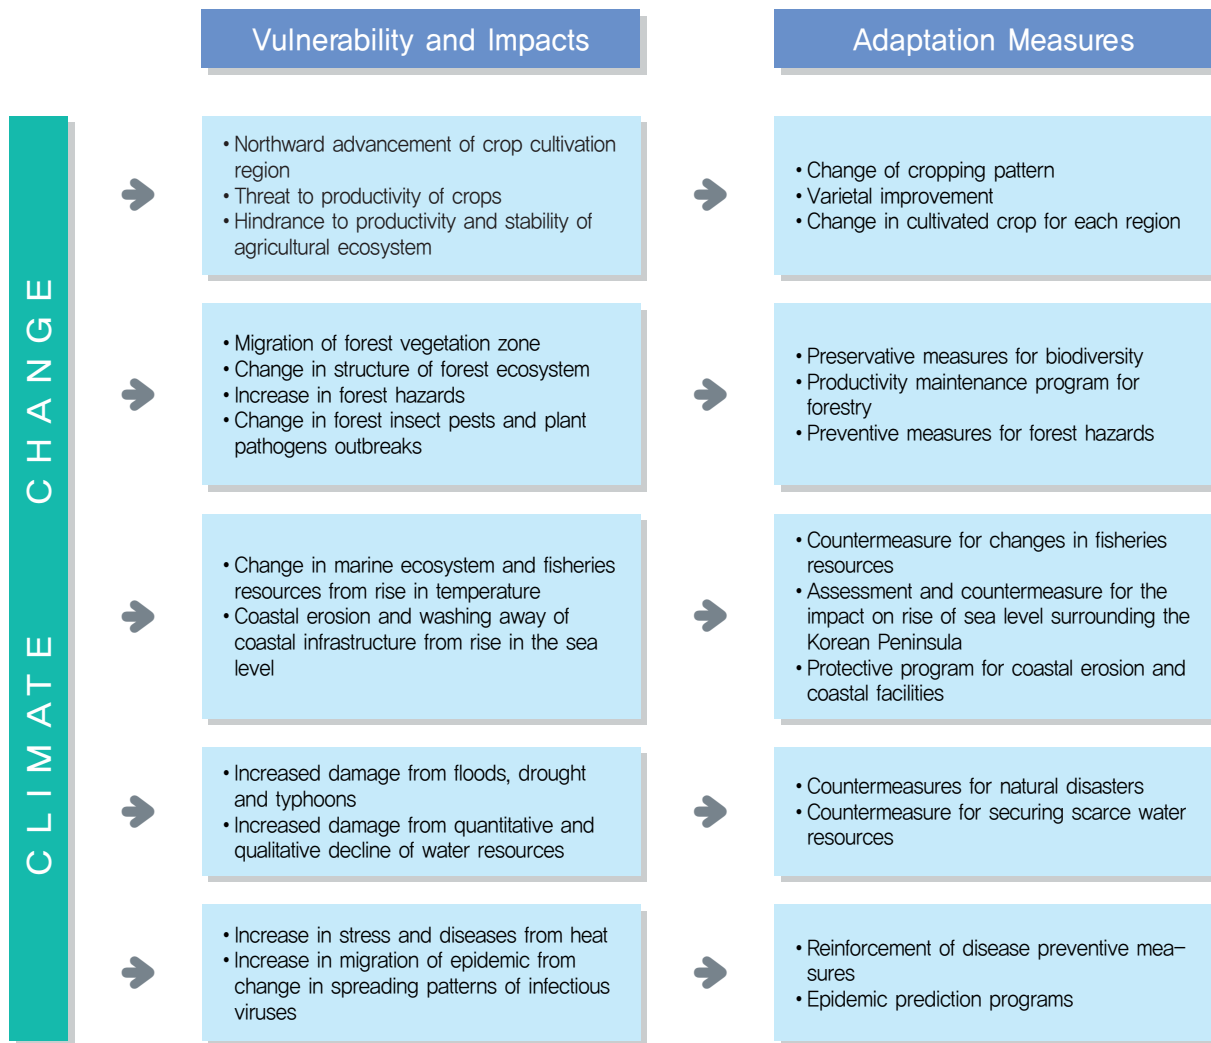 Vulnerability and Impacts
Adaptation Measures
CLIMATE CHANGE
• Northward advancement of crop cultivation
region
• Threat to productivity of crops
• Hindrance to productivity and stability of
agricultural ecosystem
• Change of cropping pattern
• Varietal improvement
• Change in cultivated crop for each region
• Migration of forest vegetation zone
• Change in structure of forest ecosystem
• Increase in forest hazards
• Change in forest insect pests and plant
pathogens outbreaks
• Preservative measures for biodiversity
• Productivity maintenance program for
forestry
• Preventive measures for forest hazards
• Change in marine ecosystem and fisheries
resources from rise in temperature
• Coastal erosion and washing away of
coastal infrastructure from rise in the sea
level
• Countermeasure for changes in fisheries
resources
• Assessment and countermeasure for the
impact on rise of sea level surrounding the
Korean Peninsula
• Protective program for coastal erosion and
coastal facilities
• Increased damage from floods, drought
and typhoons
• Increased damage from quantitative and
qualitative decline of water resources
• Countermeasures for natural disasters
• Countermeasure for securing scarce water
resources
• Increase in stress and diseases from heat
• Increase in migration of epidemic from
change in spreading patterns of infectious
viruses
• Reinforcement of disease preventive mea-
sures
• Epidemic prediction programs